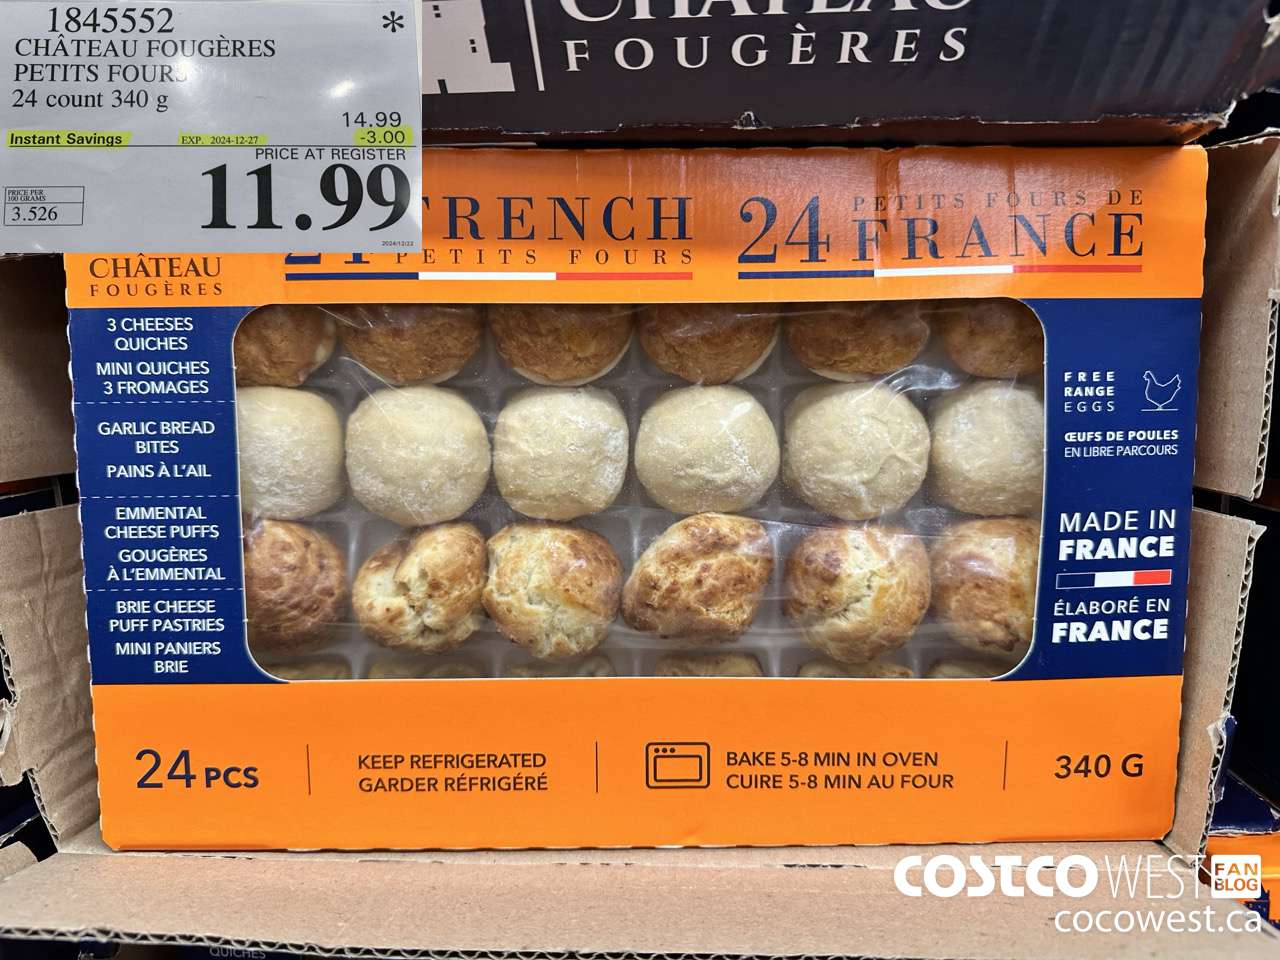 1845552 *
CHÂTEAU FOUGÈRES
PETITS FOURS
24 count 340 g
14.99
Instant Savings EXP. 2024-12-27 -3.00
PRICE AT REGISTER
11.99
PRICE PER
100 GRAMS
3.526
2024/12/22
CHÂTEAU
FOUGÈRES
FRENCH
PETITS FOURS
24 PETITS FOURS DE
FRANCE
CHÂTEAU
FOUGÈRES
3 CHEESES
QUICHES
MINI QUICHES
3 FROMAGES
GARLIC BREAD
BITES
PAINS À L'AIL
EMMENTAL
CHEESE PUFFS
GOUGÈRES
À L'EMMENTAL
BRIE CHEESE
PUFF PASTRIES
MINI PANIERS
BRIE
FREE
RANGE
EGGS
ŒUFS DE POULES
EN LIBRE PARCOURS
MADE IN
FRANCE
ÉLABORÉ EN
FRANCE
24 PCS
KEEP REFRIGERATED
GARDER RÉFRIGÉRÉ
BAKE 5-8 MIN IN OVEN
CUIRE 5-8 MIN AU FOUR
340 G
COSTCO WEST FAN BLOG
cocowest.ca
QUICHES